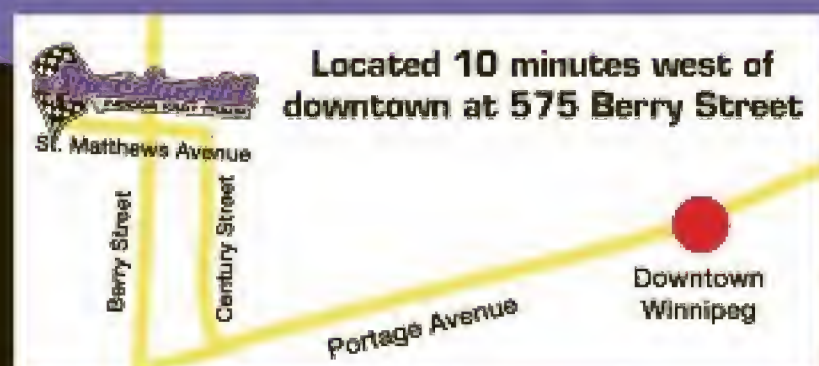 Located 10 minutes west of
downtown at 575 Berry Street
St. Matthews Avenue
Berry Street
Century Street
Portage Avenue
Downtown
Winnipeg